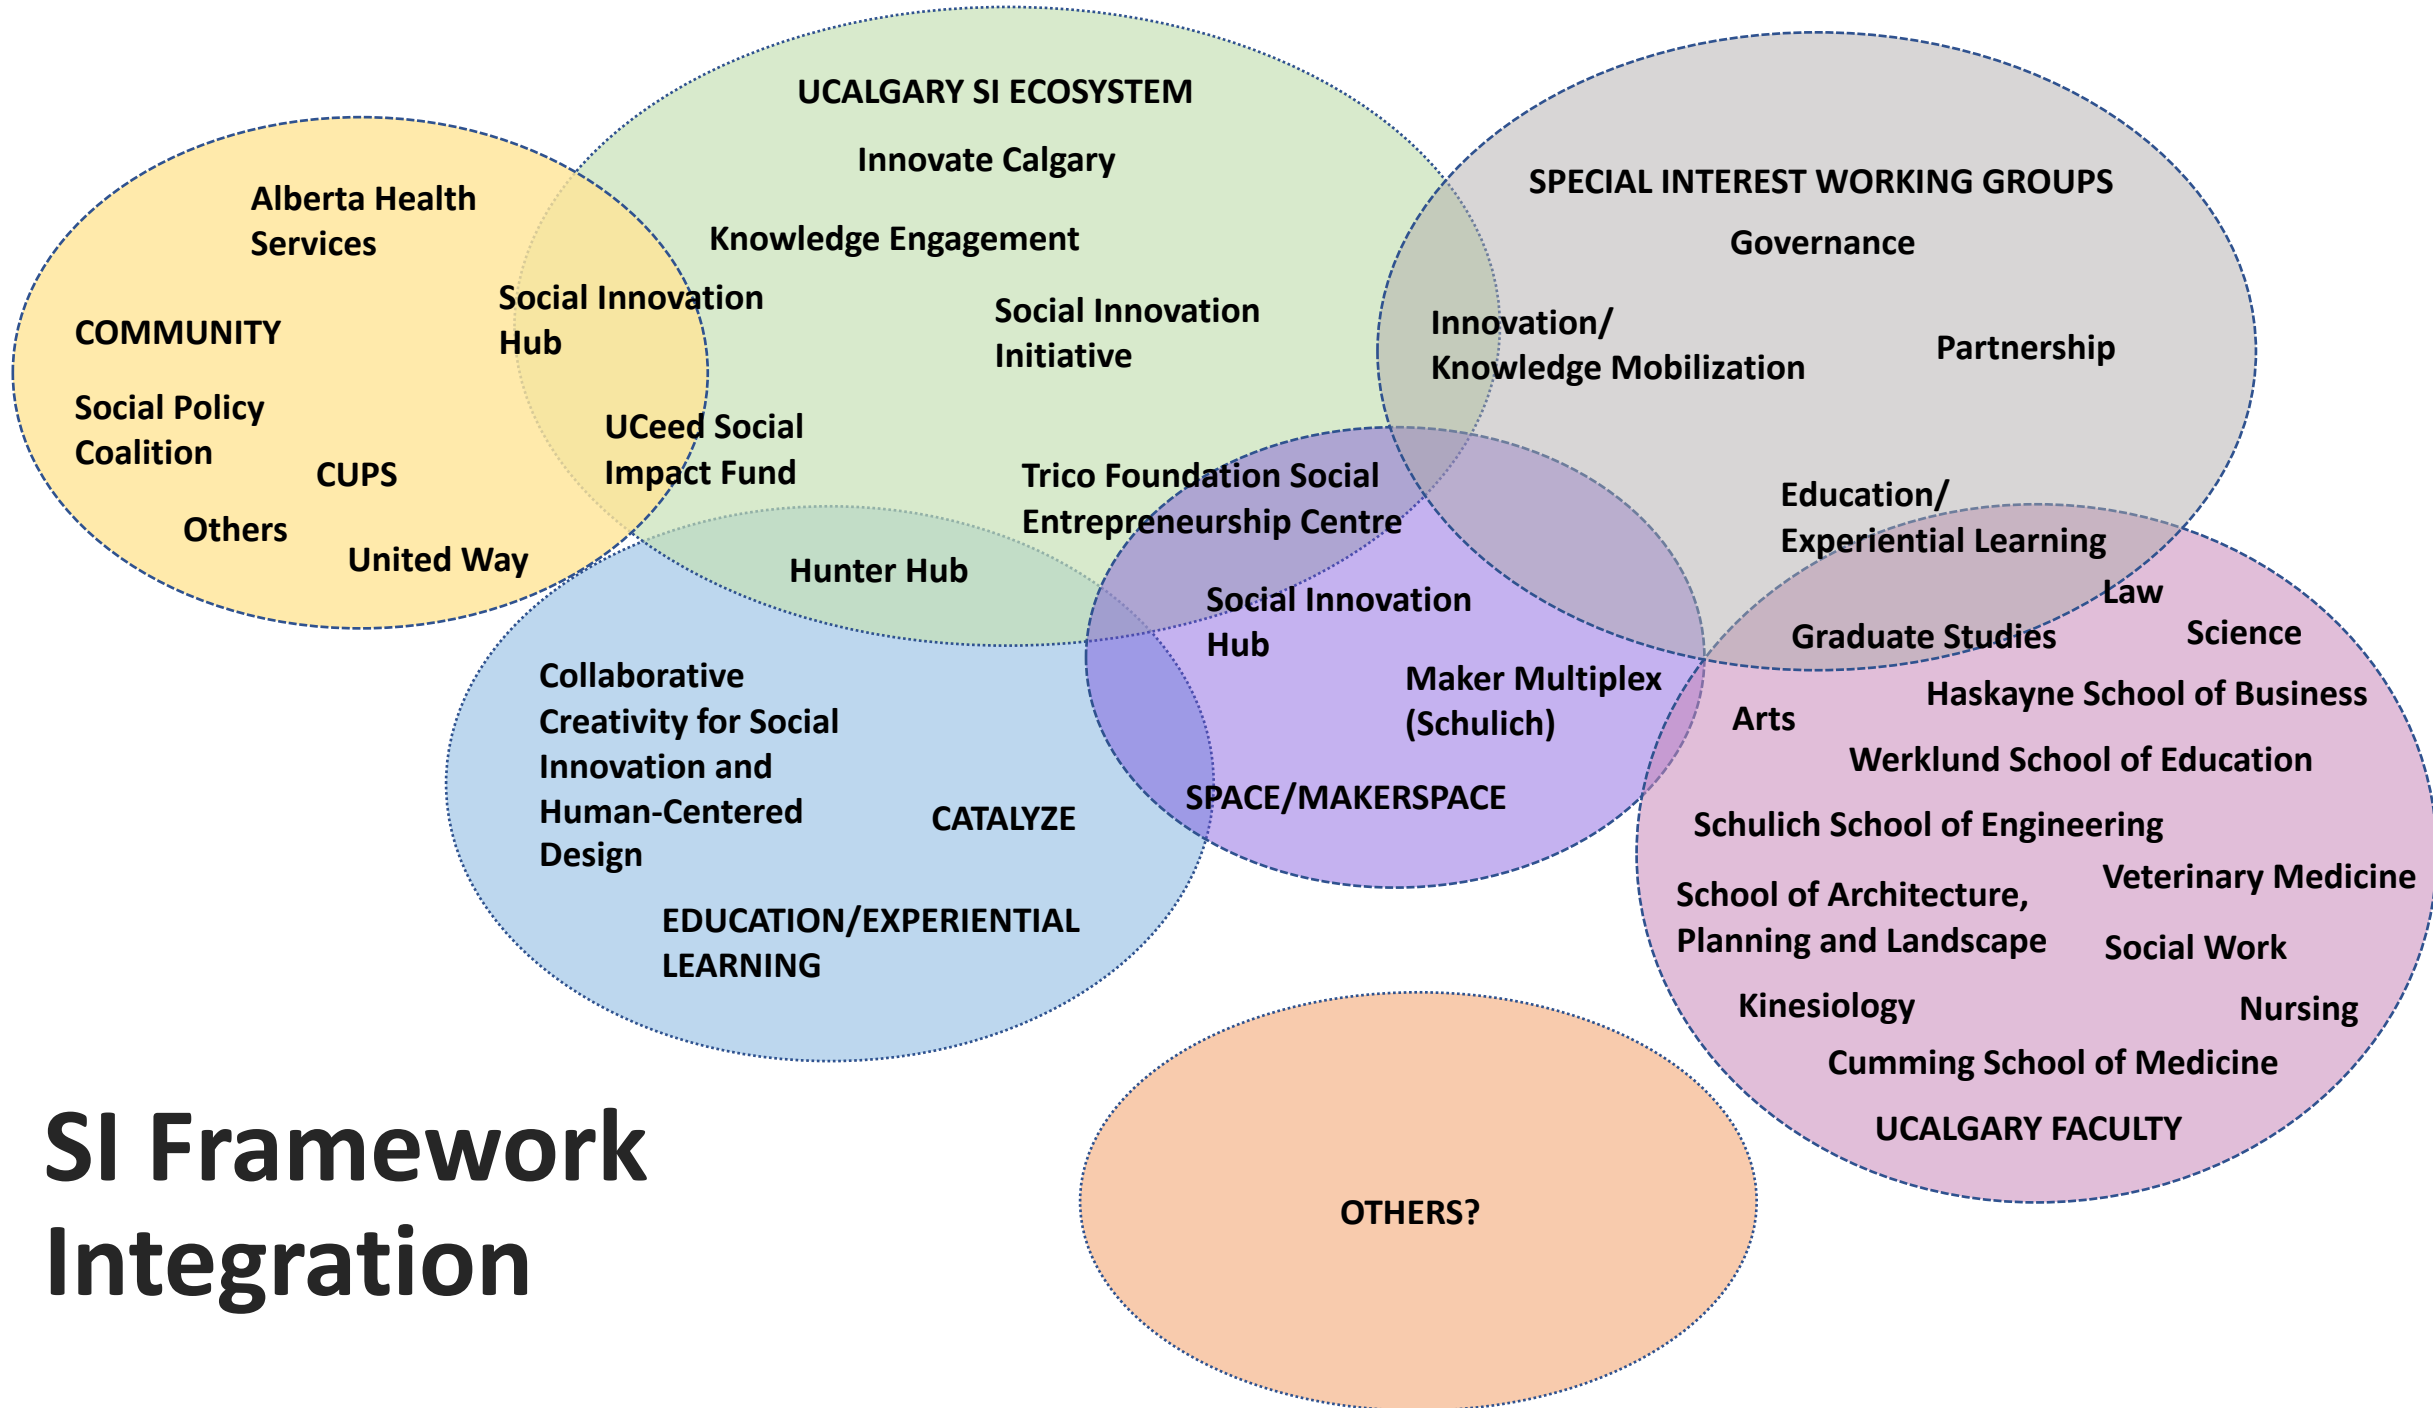 UCALGARY SI ECOSYSTEM
Innovate Calgary
Knowledge Engagement
Social Innovation
Initiative
Social Innovation
Hub
UCeed Social
Impact Fund
Trico Foundation Social
Entrepreneurship Centre
Hunter Hub
Alberta Health
Services
COMMUNITY
Social Policy
Coalition
CUPS
Others
United Way
SPECIAL INTEREST WORKING GROUPS
Governance
Innovation/
Knowledge Mobilization
Partnership
Education/
Experiential Learning
Law
Graduate Studies
Science
Haskayne School of Business
Arts
Werklund School of Education
Schulich School of Engineering
Veterinary Medicine
School of Architecture,
Planning and Landscape
Social Work
Kinesiology
Nursing
Cumming School of Medicine
UCALGARY FACULTY
Social Innovation
Hub
Maker Multiplex
(Schulich)
SPACE/MAKERSPACE
Collaborative
Creativity for Social
Innovation and
Human-Centered
Design
CATALYZE
EDUCATION/EXPERIENTIAL
LEARNING
OTHERS?
SI Framework
Integration